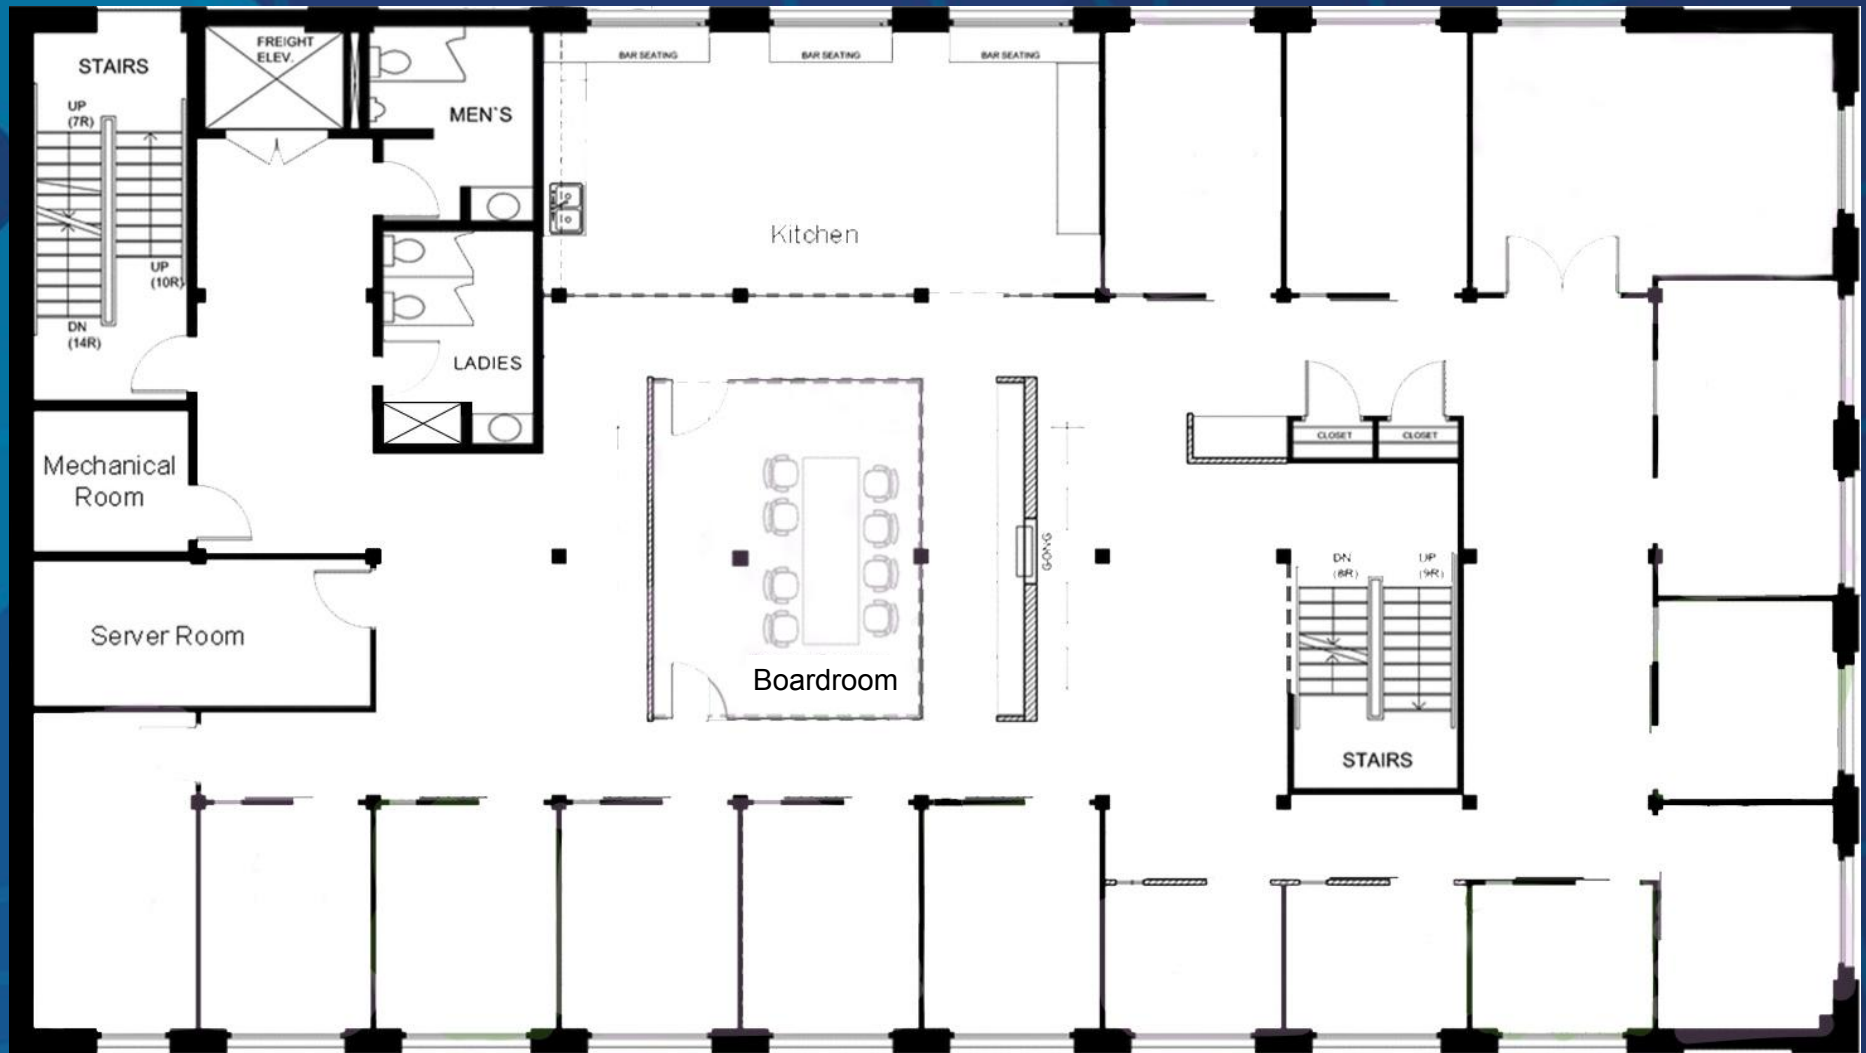 STAIRS
UP
(7R)
UP
(10R)
DN
(14R)
FREIGHT
ELEV.
MEN`S
LADIES
BAR SEATING
BAR SEATING
BAR SEATING
Kitchen
Mechanical
Room
Server Room
Boardroom
GONG
CLOSET
CLOSET
DN
(8R)
UP
(9R)
STAIRS